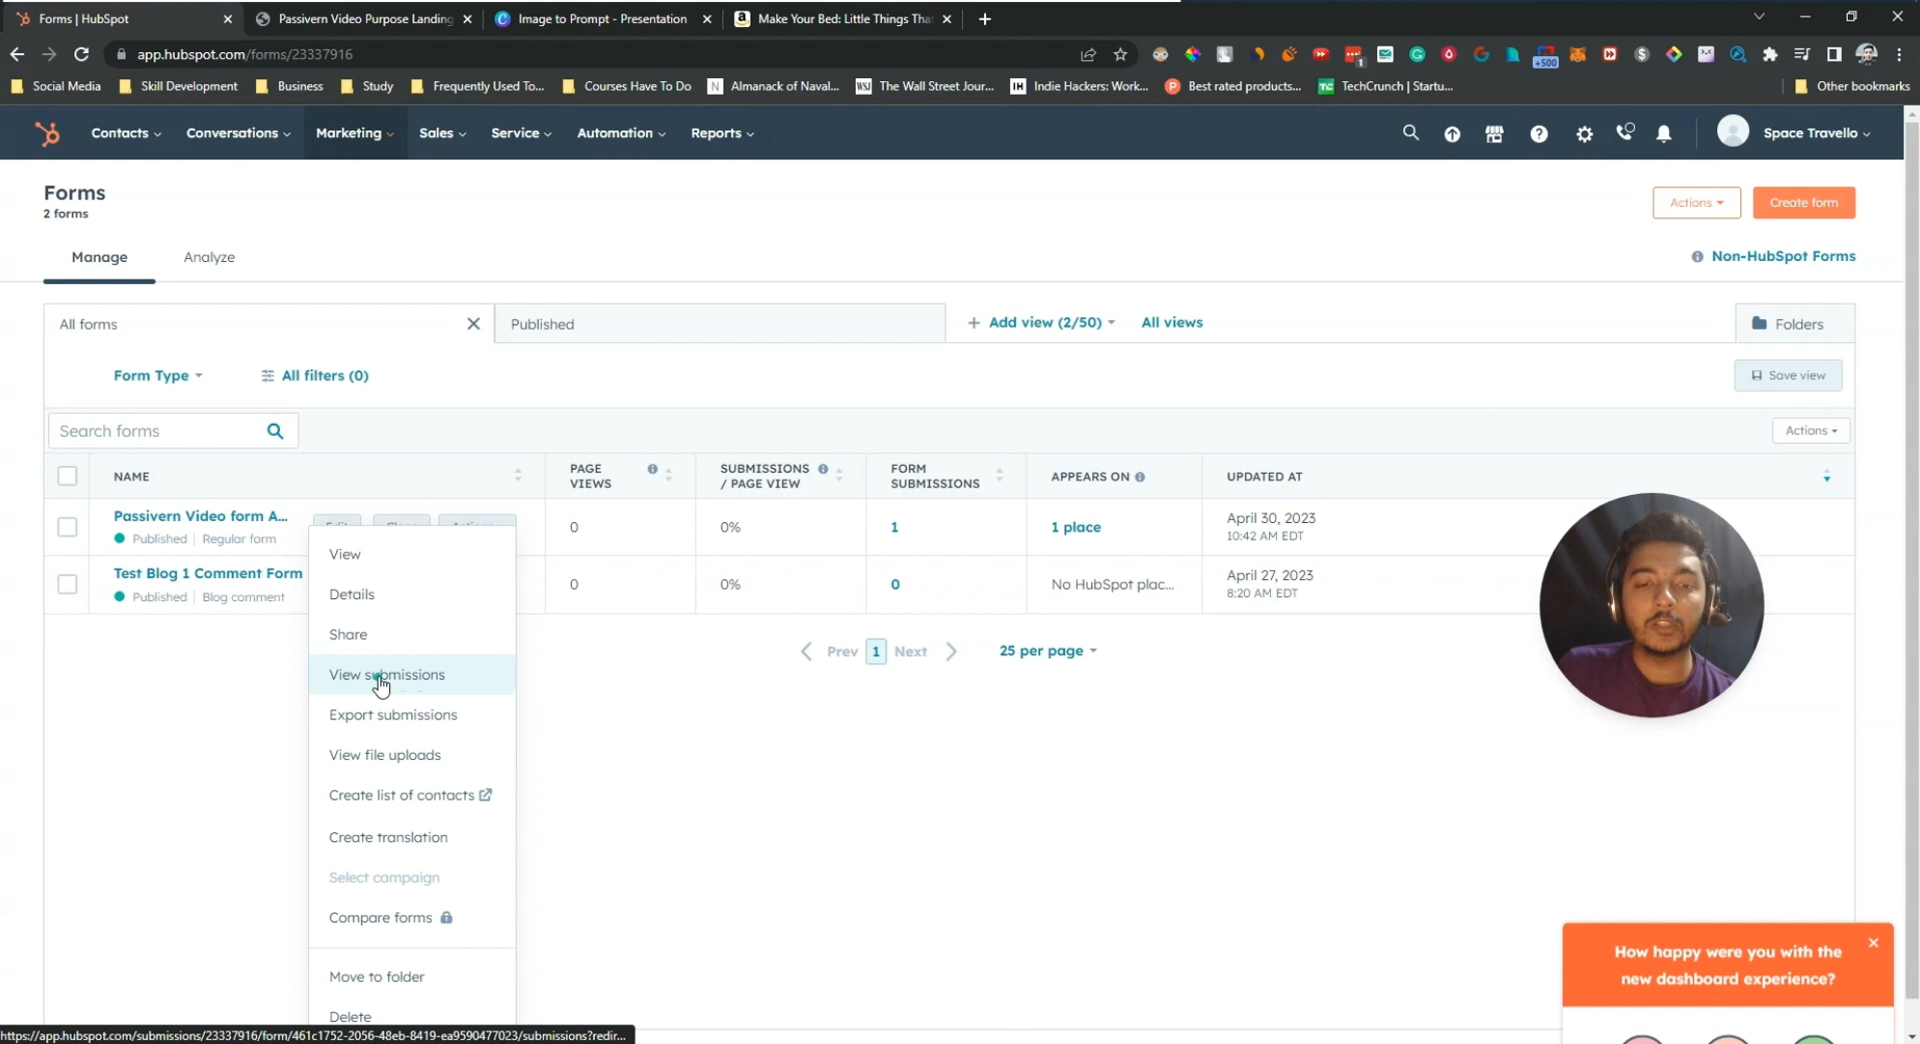 Forms | HubSpot
Passivern Video Purpose Landing
Image to Prompt - Presentation
Make Your Bed: Little Things Tha
app.hubspot.com/forms/23337916
1
+500
Social Media
Skill Development
Business
Study
Frequently Used To...
Courses Have To Do
N Almanack of Naval...
WSJ The Wall Street Jour...
IH Indie Hackers: Work...
P Best rated products...
TC TechCrunch | Startu...
Other bookmarks
Contacts
Conversations
Marketing
Sales
Service
Automation
Reports
Space Travello
Forms
2 forms
Actions
Create form
Manage
Analyze
Non-HubSpot Forms
All forms
Published
+ Add view (2/50)
All views
Folders
Form Type
All filters (0)
Save view
Search forms
Actions
NAME
PAGE VIEWS
SUBMISSIONS / PAGE VIEW
FORM SUBMISSIONS
APPEARS ON
UPDATED AT
Passivern Video form A...
Published | Regular form
0
0%
1
1 place
April 30, 2023
10:42 AM EDT
Test Blog 1 Comment Form
Published | Blog comment
0
0%
0
No HubSpot plac...
April 27, 2023
8:20 AM EDT
View
Details
Share
View submissions
Export submissions
View file uploads
Create list of contacts
Create translation
Select campaign
Compare forms
Move to folder
Delete
Prev 1 Next
25 per page
How happy were you with the
new dashboard experience?
https://app.hubspot.com/submissions/23337916/form/461c1752-2056-48eb-8419-ea9590477023/submissions?redir...